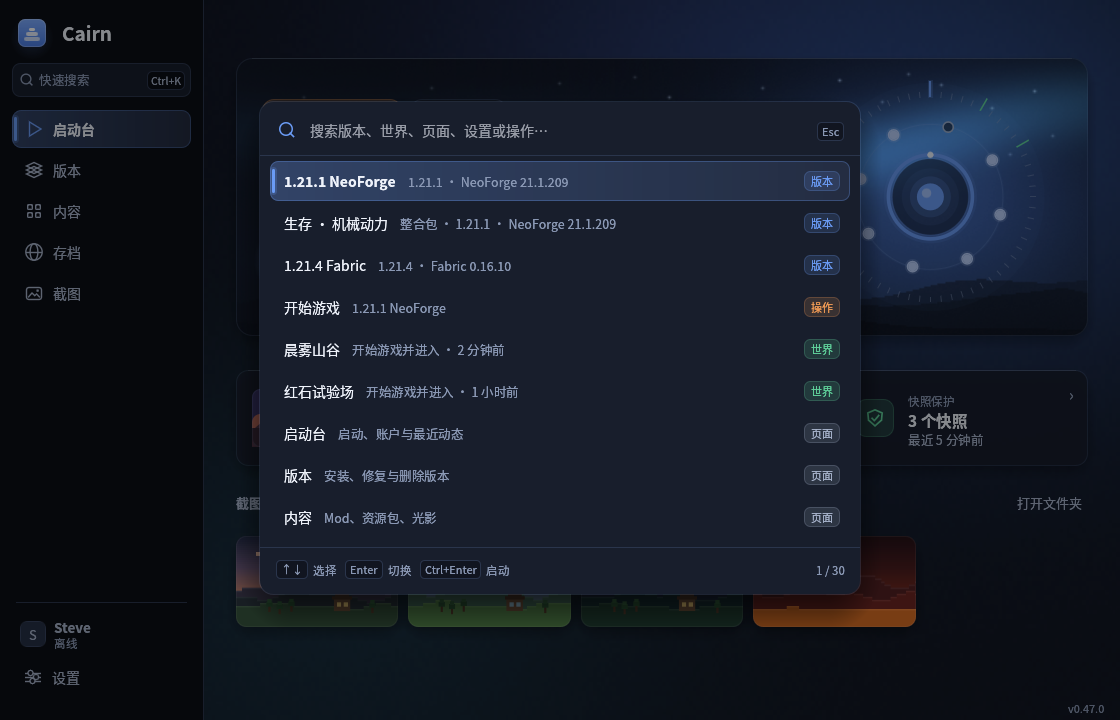 Cairn
快速搜索 Ctrl+K
启动台
版本
内容
存档
截图
Steve
S
离线
设置
搜索版本、世界、页面、设置或操作… Esc
1.21.1 NeoForge 1.21.1 · NeoForge 21.1.209 版本
生存 · 机械动力 整合包 · 1.21.1 · NeoForge 21.1.209 版本
1.21.4 Fabric 1.21.4 · Fabric 0.16.10 版本
开始游戏 1.21.1 NeoForge 操作
晨雾山谷 开始游戏并进入 · 2 分钟前 世界
红石试验场 开始游戏并进入 · 1 小时前 世界
启动台 启动、账户与最近动态 页面
版本 安装、修复与删除版本 页面
内容 Mod、资源包、光影 页面
↑↓ 选择 Enter 切换 Ctrl+Enter 启动 1 / 30
快照保护
3 个快照
最近 5 分钟前
截图
打开文件夹
v0.47.0